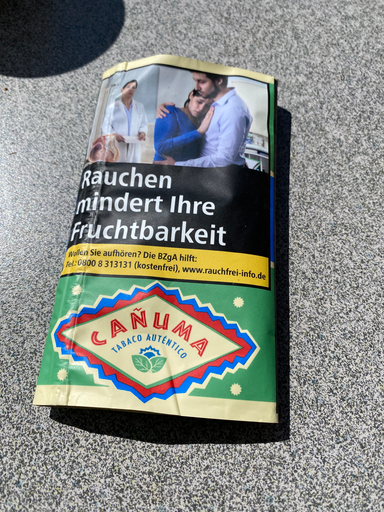 Rauchen
mindert Ihre
Fruchtbarkeit
Wollen Sie aufhören? Die BZgA hilft:
Tel.: 0800 8 313131 (kostenfrei), www.rauchfrei-info.de
CAÑUMA
TABACO AUTÉNTICO